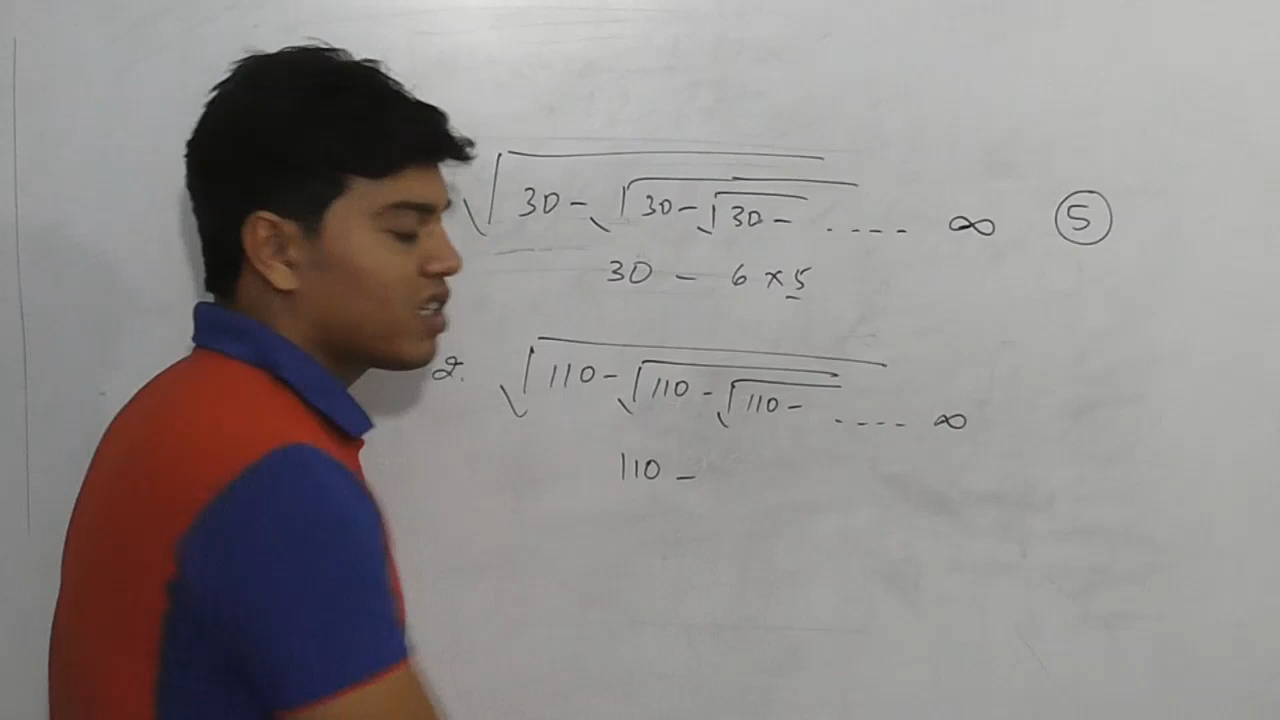 √30-√30-√30- .... ∞ 5
30 - 6 × 5
2. √110-√110-√110- .... ∞
110 -